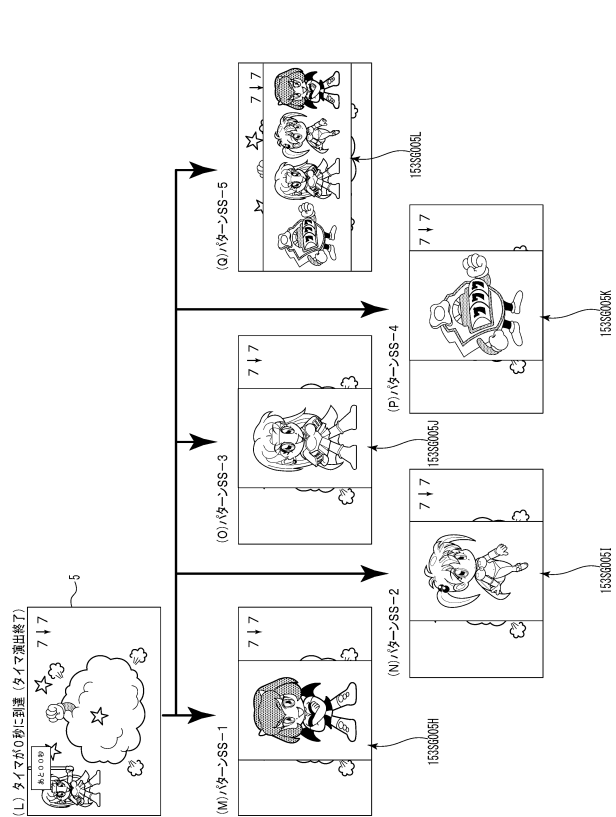 (L) タイマが0秒に到達 (タイマ演出終了)
あと00秒
7↓7
5
(M)パターンSS-1
7↓7
153SG005H
(N)パターンSS-2
7↓7
153SG005I
(O)パターンSS-3
7↓7
153SG005J
(P)パターンSS-4
7↓7
153SG005K
(Q)パターンSS-5
7↓7
153SG005L